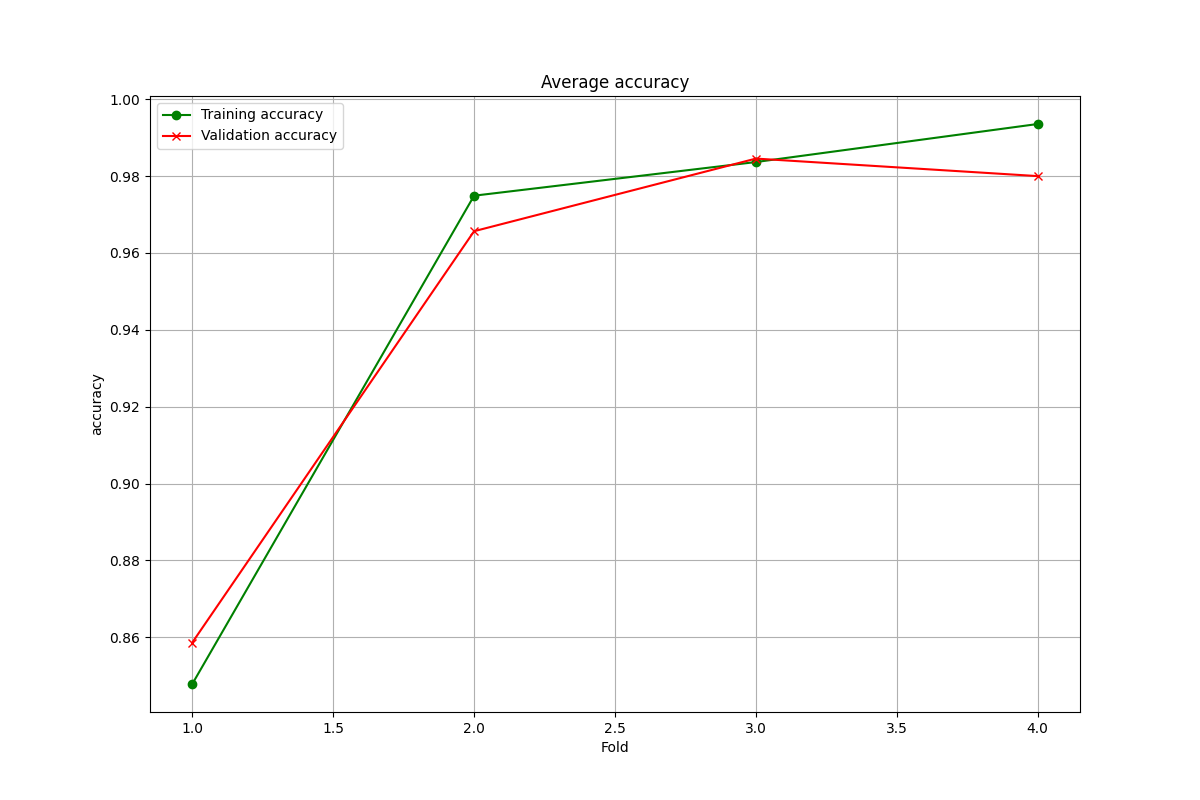 Average accuracy
Training accuracy
Validation accuracy
1.00
0.98
0.96
0.94
0.92
0.90
0.88
0.86
accuracy
1.0 1.5 2.0 2.5 3.0 3.5 4.0
Fold